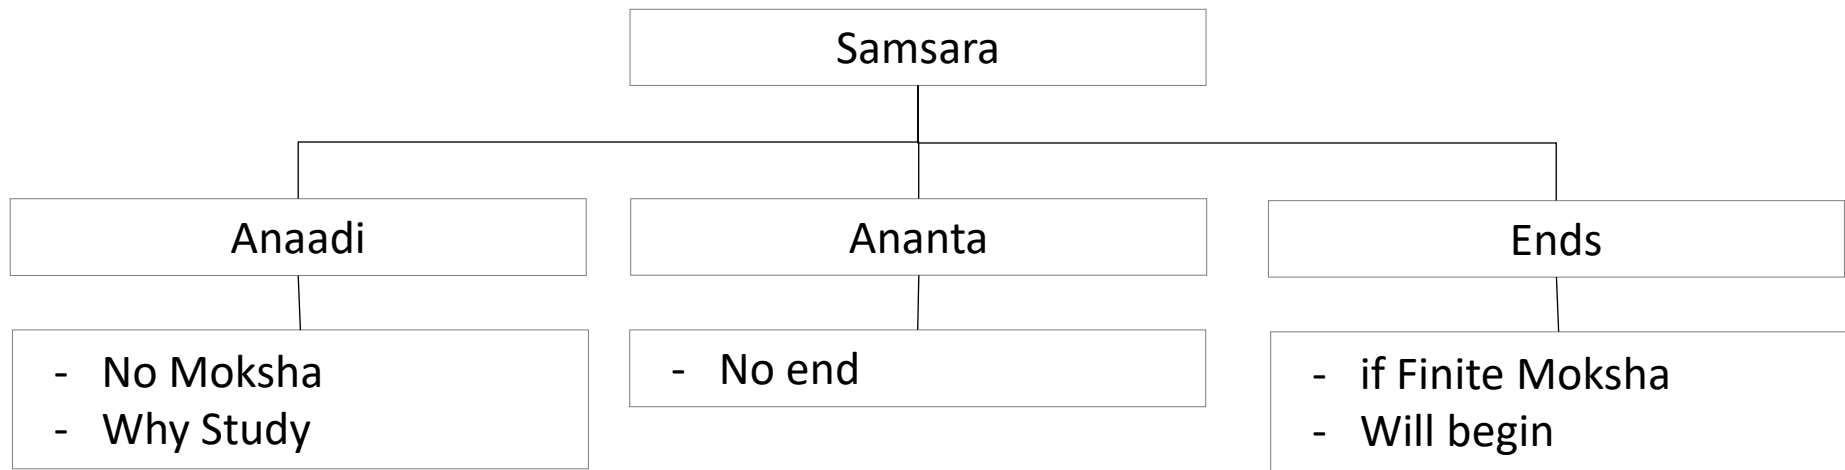 Samsara
Anaadi
Ananta
Ends
- No Moksha
- Why Study
- No end
- if Finite Moksha
- Will begin